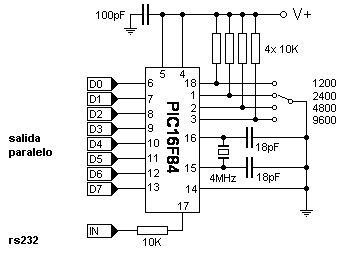 100pF
V+
4x 10K
5 4
D0 6 18 1200
D1 7 1 2400
D2 8 2 4800
D3 9 3 9600
D4 10 16 18pF
D5 11
D6 12 15 4MHz 18pF
D7 13 14
PIC16F84
17
salida
paralelo
rs232 IN 10K